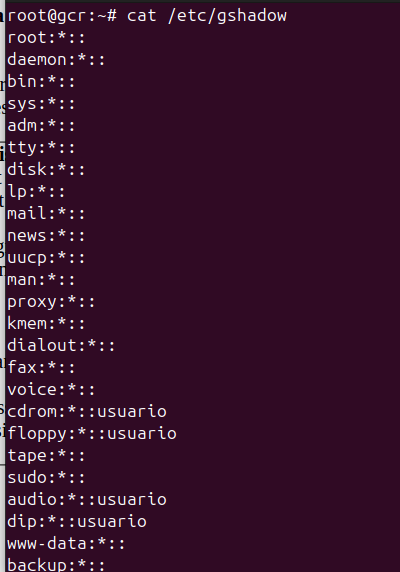 root@gcr:~# cat /etc/gshadow
root:*::
daemon:*::
bin:*::
sys:*::
adm:*::
tty:*::
disk:*::
lp:*::
mail:*::
news:*::
uucp:*::
man:*::
proxy:*::
kmem:*::
dialout:*::
fax:*::
voice:*::
cdrom:*::usuario
floppy:*::usuario
tape:*::
sudo:*::
audio:*::usuario
dip:*::usuario
www-data:*::
backup:*::